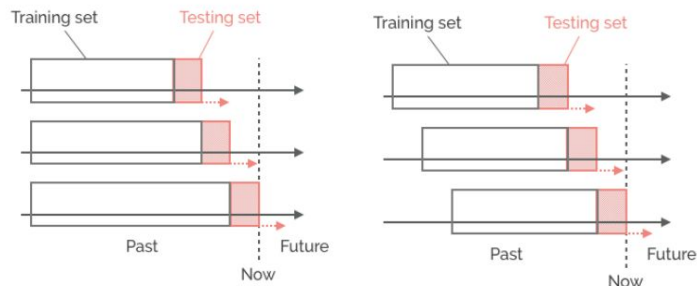 Training set
Testing set
Past
Future
Now
Training set
Testing set
Past
Future
Now